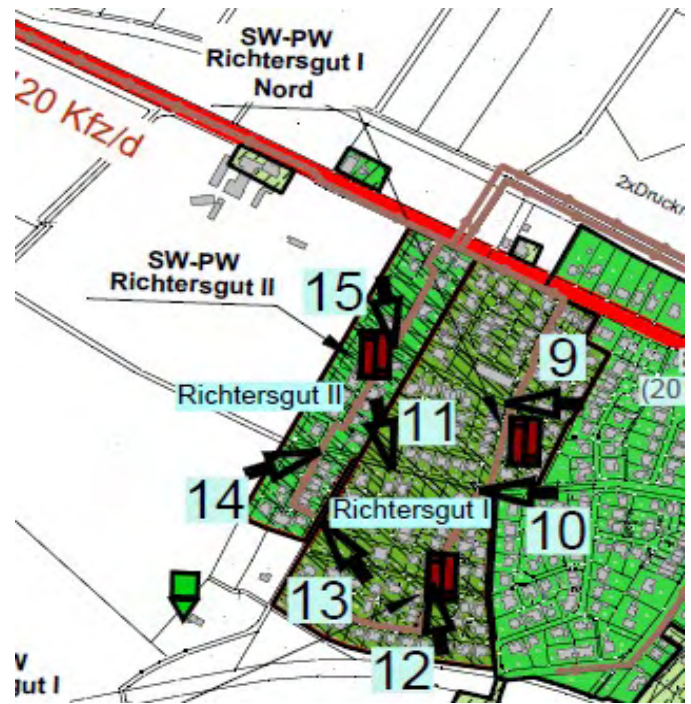 SW-PW
Richtersgut I
Nord
20 Kfz/d
2xDruckr
SW-PW
Richtersgut II
15
9
(20
Richtersgut II
11
14
Richtersgut I
10
13
12
gut I